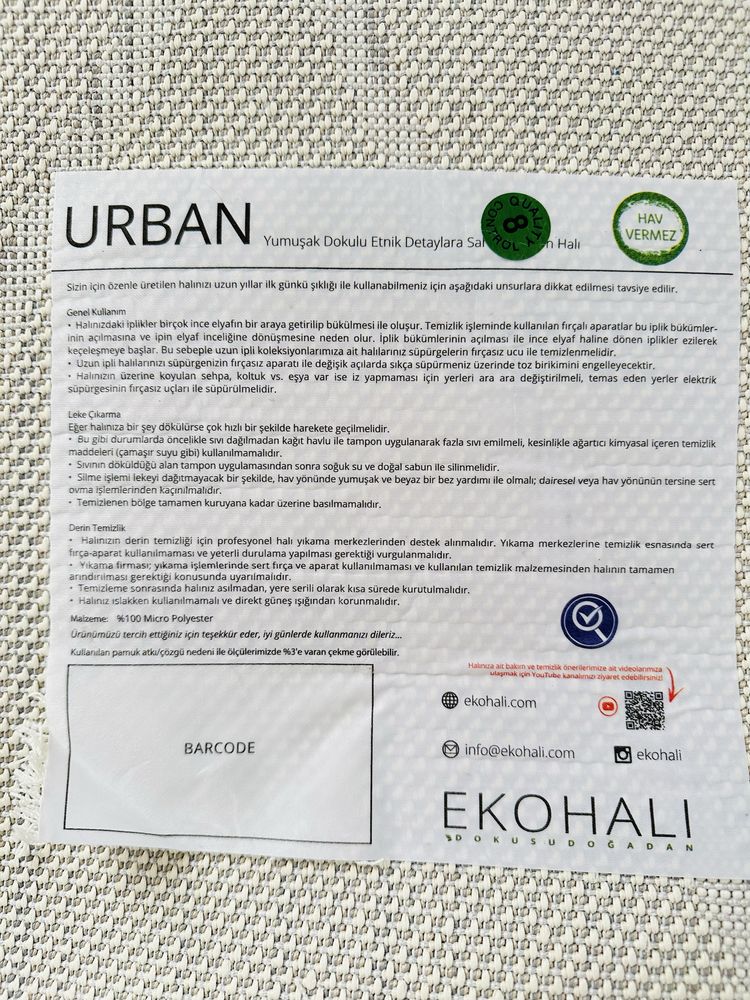 URBAN
Yumuşak Dokulu Etnik Detaylara Sa n Halı
QUALITY CONTROL 8
HAV
VERMEZ
Sizin için özenle üretilen halınızı uzun yıllar ilk günkü şıklığı ile kullanabilmeniz için aşağıdaki unsurlara dikkat edilmesi tavsiye edilir.
Genel Kullanım
• Halınızdaki iplikler birçok ince elyafın bir araya getirilip bükülmesi ile oluşur. Temizlik işleminde kullanılan fırçalı aparatlar bu iplik bükümler-
inin açılmasına ve ipin elyaf inceliğine dönüşmesine neden olur. İplik bükümlerinin açılması ile ince elyaf haline dönen iplikler ezilerek
keçeleşmeye başlar. Bu sebeple uzun ipli koleksiyonlarımıza ait halılarınız süpürgelerin fırçasız ucu ile temizlenmelidir.
• Uzun ipli halılarınızı süpürgenizin fırçasız aparatı ile değişik açılarda sıkça süpürmeniz üzerinde toz birikimini engelleyecektir.
• Halınızın üzerine koyulan sehpa, koltuk vs. eşya var ise iz yapmaması için yerleri ara ara değiştirilmeli, temas eden yerler elektrik
süpürgesinin fırçasız uçları ile süpürülmelidir.
Leke Çıkarma
Eğer halınıza bir şey dökülürse çok hızlı bir şekilde harekete geçilmelidir.
• Bu gibi durumlarda öncelikle sıvı dağılmadan kağıt havlu ile tampon uygulanarak fazla sıvı emilmeli, kesinlikle ağartıcı kimyasal içeren temizlik
maddeleri (çamaşır suyu gibi) kullanılmamalıdır.
• Sıvının döküldüğü alan tampon uygulamasından sonra soğuk su ve doğal sabun ile silinmelidir.
• Silme işlemi lekeyi dağıtmayacak bir şekilde, hav yönünde yumuşak ve beyaz bir bez yardımı ile olmalı; dairesel veya hav yönünün tersine sert
ovma işlemlerinden kaçınılmalıdır.
• Temizlenen bölge tamamen kuruyana kadar üzerine basılmamalıdır.
Derin Temizlik
• Halınızın derin temizliği için profesyonel halı yıkama merkezlerinden destek alınmalıdır. Yıkama merkezlerine temizlik esnasında sert
fırça-aparat kullanılmaması ve yeterli durulama yapılması gerektiği vurgulanmalıdır.
• Yıkama firması; yıkama işlemlerinde sert fırça ve aparat kullanılmaması ve kullanılan temizlik malzemesinden halının tamamen
arındırılması gerektiği konusunda uyarılmalıdır.
• Temizleme sonrasında halınız asılmadan, yere serili olarak kısa sürede kurutulmalıdır.
• Halınız ıslakken kullanılmamalı ve direkt güneş ışığından korunmalıdır.
Malzeme: %100 Micro Polyester
Ürünümüzü tercih ettiğiniz için teşekkür eder, iyi günlerde kullanmanızı dileriz...
Kullanılan pamuk atkı/çözgü nedeni ile ölçülerimizde %3'e varan çekme görülebilir.
BARCODE
Halınıza ait bakım ve temizlik önerilerimize ait videolarımıza
ulaşmak için YouTube kanalımızı ziyaret edebilirsiniz!
ekohali.com
info@ekohali.com
ekohali
EKOHALI
DOKUSUDOĞADAN